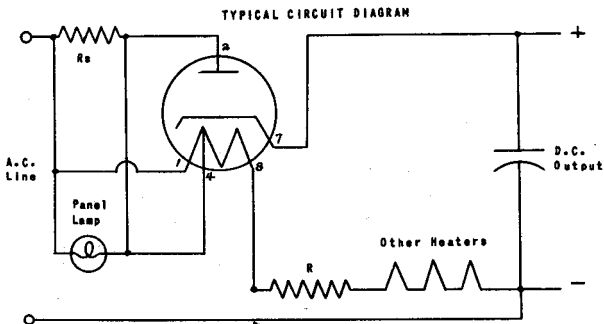 TYPICAL CIRCUIT DIAGRAM
2
+
Rs
7
A.C.
Line
1
4
8
D.C.
Output
Panel
Lamp
Other Heaters
R
−